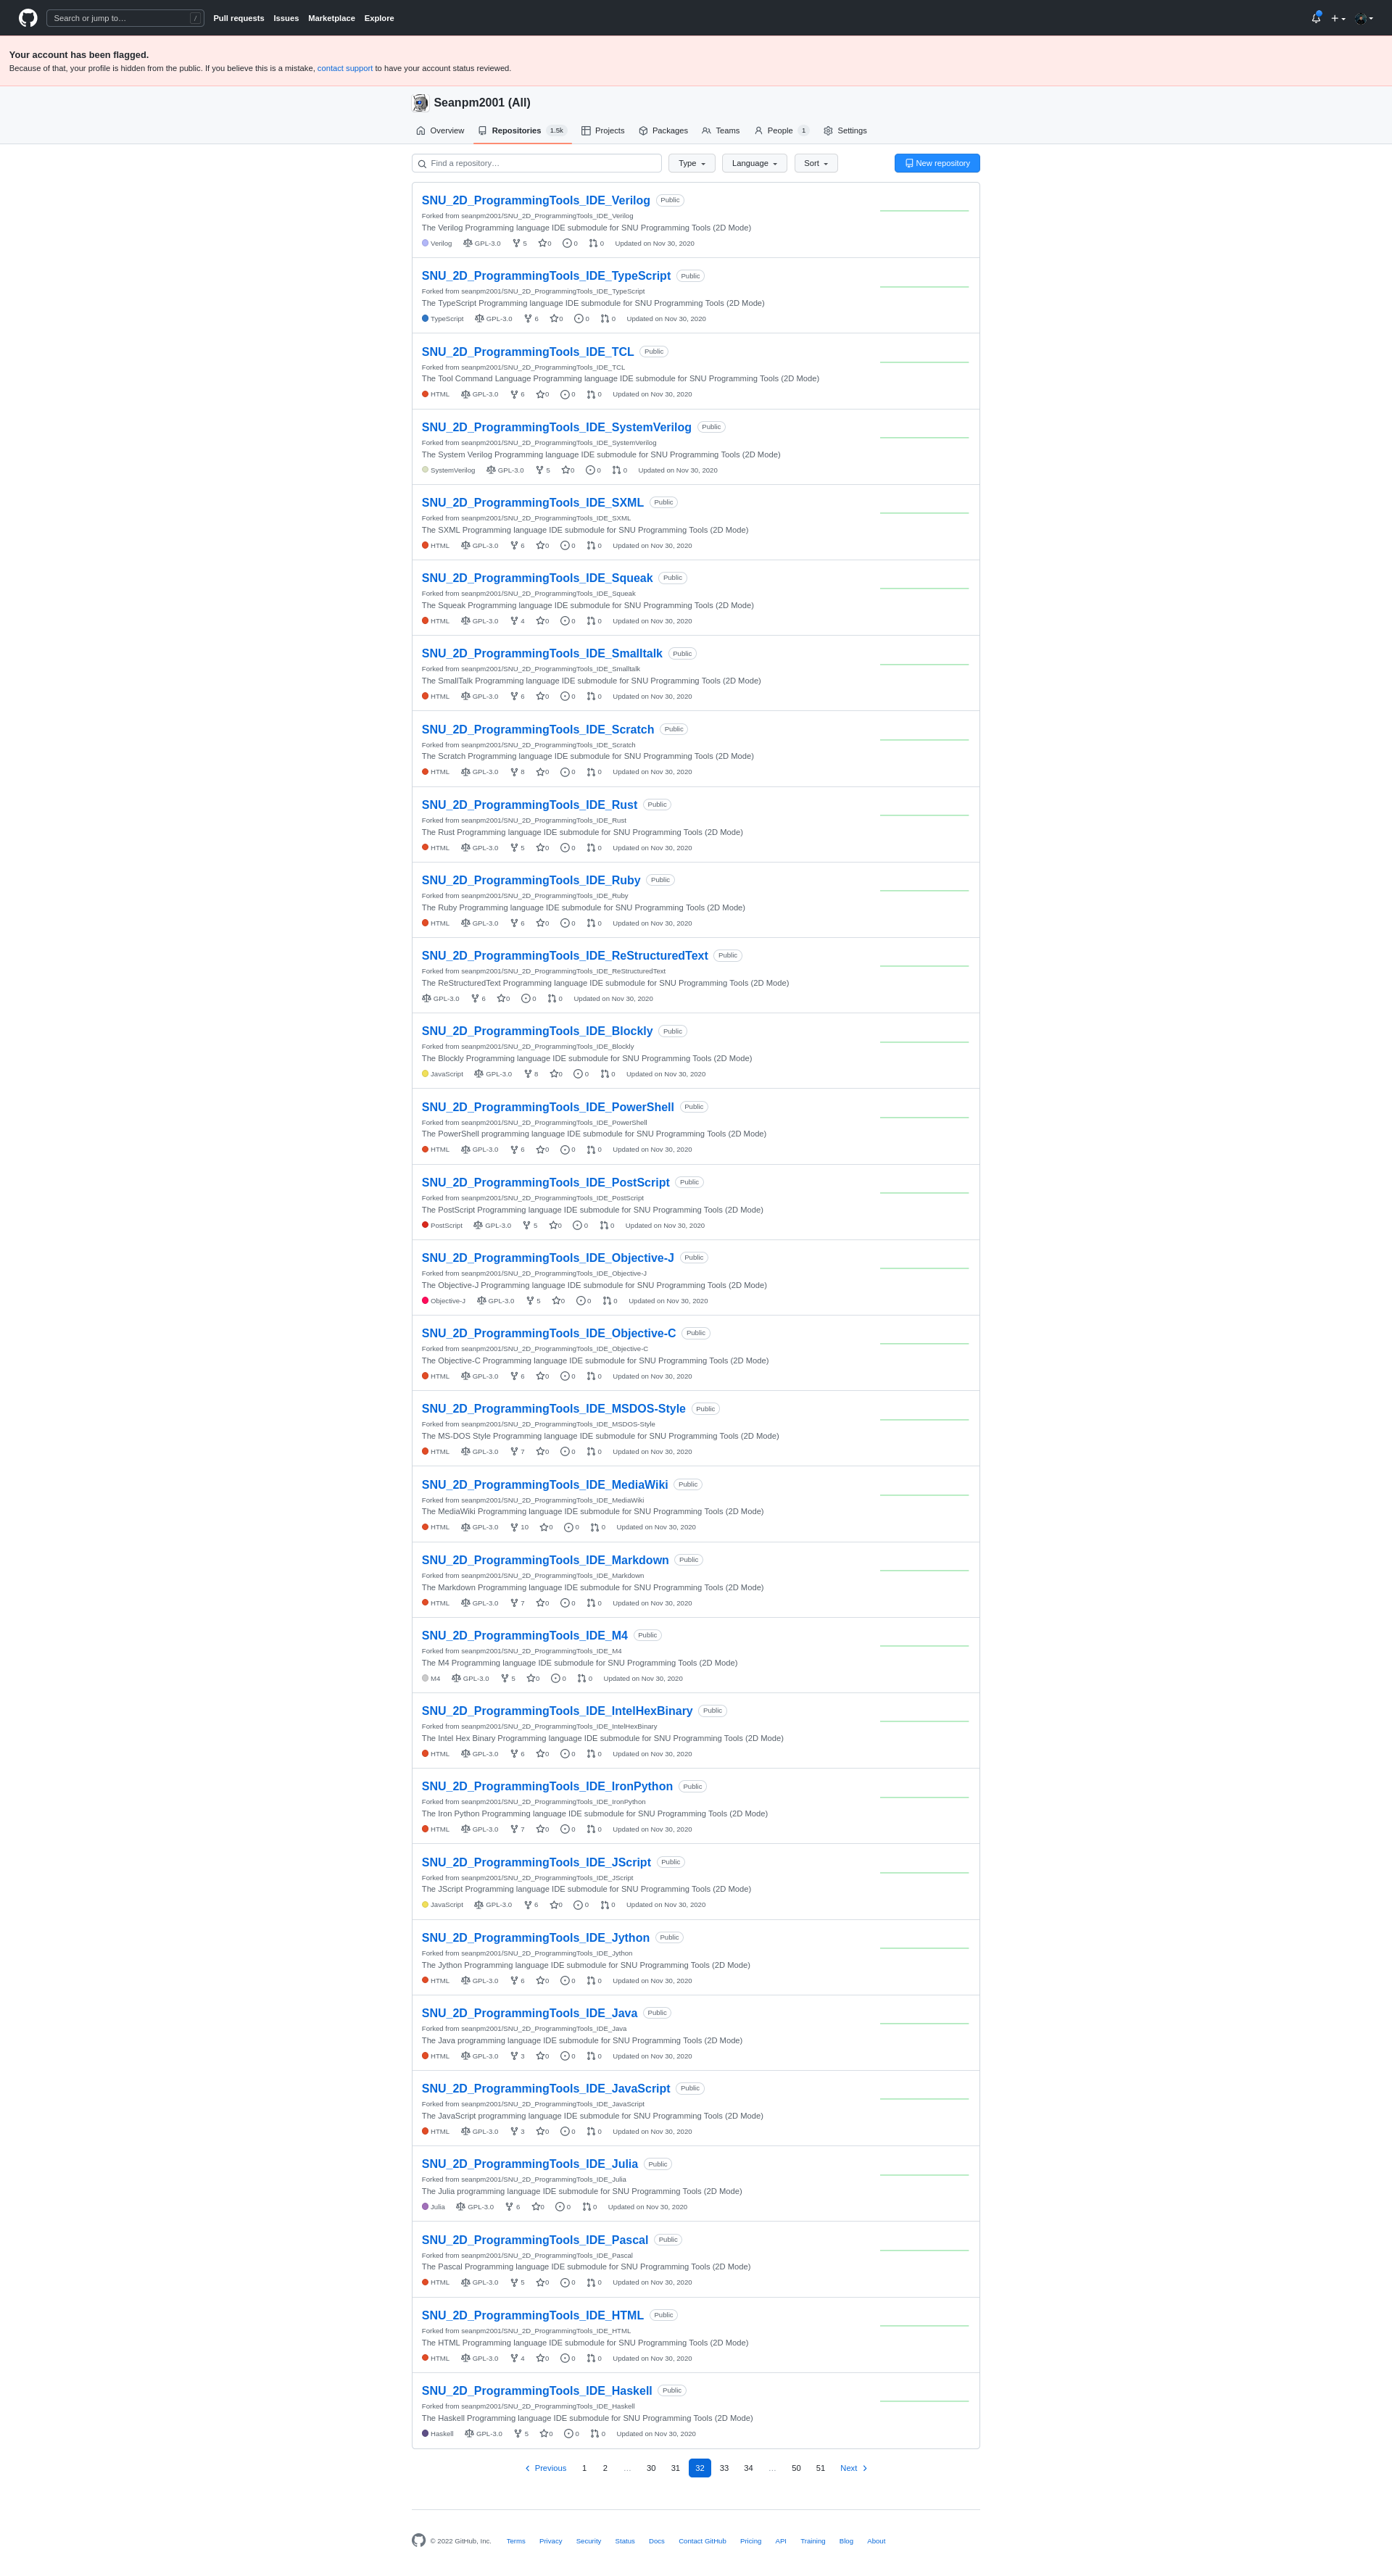 Search or jump to… /
Pull requests Issues Marketplace Explore
Your account has been flagged.
Because of that, your profile is hidden from the public. If you believe this is a mistake, contact support to have your account status reviewed.
Seanpm2001 (All)
Overview Repositories 1.5k Projects Packages Teams People 1 Settings
Find a repository… Type Language Sort New repository
SNU_2D_ProgrammingTools_IDE_Verilog Public
Forked from seanpm2001/SNU_2D_ProgrammingTools_IDE_Verilog
The Verilog Programming language IDE submodule for SNU Programming Tools (2D Mode)
Verilog GPL-3.0 5 0 0 0 Updated on Nov 30, 2020
SNU_2D_ProgrammingTools_IDE_TypeScript Public
Forked from seanpm2001/SNU_2D_ProgrammingTools_IDE_TypeScript
The TypeScript Programming language IDE submodule for SNU Programming Tools (2D Mode)
TypeScript GPL-3.0 6 0 0 0 Updated on Nov 30, 2020
SNU_2D_ProgrammingTools_IDE_TCL Public
Forked from seanpm2001/SNU_2D_ProgrammingTools_IDE_TCL
The Tool Command Language Programming language IDE submodule for SNU Programming Tools (2D Mode)
HTML GPL-3.0 6 0 0 0 Updated on Nov 30, 2020
SNU_2D_ProgrammingTools_IDE_SystemVerilog Public
Forked from seanpm2001/SNU_2D_ProgrammingTools_IDE_SystemVerilog
The System Verilog Programming language IDE submodule for SNU Programming Tools (2D Mode)
SystemVerilog GPL-3.0 5 0 0 0 Updated on Nov 30, 2020
SNU_2D_ProgrammingTools_IDE_SXML Public
Forked from seanpm2001/SNU_2D_ProgrammingTools_IDE_SXML
The SXML Programming language IDE submodule for SNU Programming Tools (2D Mode)
HTML GPL-3.0 6 0 0 0 Updated on Nov 30, 2020
SNU_2D_ProgrammingTools_IDE_Squeak Public
Forked from seanpm2001/SNU_2D_ProgrammingTools_IDE_Squeak
The Squeak Programming language IDE submodule for SNU Programming Tools (2D Mode)
HTML GPL-3.0 4 0 0 0 Updated on Nov 30, 2020
SNU_2D_ProgrammingTools_IDE_Smalltalk Public
Forked from seanpm2001/SNU_2D_ProgrammingTools_IDE_Smalltalk
The SmallTalk Programming language IDE submodule for SNU Programming Tools (2D Mode)
HTML GPL-3.0 6 0 0 0 Updated on Nov 30, 2020
SNU_2D_ProgrammingTools_IDE_Scratch Public
Forked from seanpm2001/SNU_2D_ProgrammingTools_IDE_Scratch
The Scratch Programming language IDE submodule for SNU Programming Tools (2D Mode)
HTML GPL-3.0 8 0 0 0 Updated on Nov 30, 2020
SNU_2D_ProgrammingTools_IDE_Rust Public
Forked from seanpm2001/SNU_2D_ProgrammingTools_IDE_Rust
The Rust Programming language IDE submodule for SNU Programming Tools (2D Mode)
HTML GPL-3.0 5 0 0 0 Updated on Nov 30, 2020
SNU_2D_ProgrammingTools_IDE_Ruby Public
Forked from seanpm2001/SNU_2D_ProgrammingTools_IDE_Ruby
The Ruby Programming language IDE submodule for SNU Programming Tools (2D Mode)
HTML GPL-3.0 6 0 0 0 Updated on Nov 30, 2020
SNU_2D_ProgrammingTools_IDE_ReStructuredText Public
Forked from seanpm2001/SNU_2D_ProgrammingTools_IDE_ReStructuredText
The ReStructuredText Programming language IDE submodule for SNU Programming Tools (2D Mode)
GPL-3.0 6 0 0 0 Updated on Nov 30, 2020
SNU_2D_ProgrammingTools_IDE_Blockly Public
Forked from seanpm2001/SNU_2D_ProgrammingTools_IDE_Blockly
The Blockly Programming language IDE submodule for SNU Programming Tools (2D Mode)
JavaScript GPL-3.0 8 0 0 0 Updated on Nov 30, 2020
SNU_2D_ProgrammingTools_IDE_PowerShell Public
Forked from seanpm2001/SNU_2D_ProgrammingTools_IDE_PowerShell
The PowerShell programming language IDE submodule for SNU Programming Tools (2D Mode)
HTML GPL-3.0 6 0 0 0 Updated on Nov 30, 2020
SNU_2D_ProgrammingTools_IDE_PostScript Public
Forked from seanpm2001/SNU_2D_ProgrammingTools_IDE_PostScript
The PostScript Programming language IDE submodule for SNU Programming Tools (2D Mode)
PostScript GPL-3.0 5 0 0 0 Updated on Nov 30, 2020
SNU_2D_ProgrammingTools_IDE_Objective-J Public
Forked from seanpm2001/SNU_2D_ProgrammingTools_IDE_Objective-J
The Objective-J Programming language IDE submodule for SNU Programming Tools (2D Mode)
Objective-J GPL-3.0 5 0 0 0 Updated on Nov 30, 2020
SNU_2D_ProgrammingTools_IDE_Objective-C Public
Forked from seanpm2001/SNU_2D_ProgrammingTools_IDE_Objective-C
The Objective-C Programming language IDE submodule for SNU Programming Tools (2D Mode)
HTML GPL-3.0 6 0 0 0 Updated on Nov 30, 2020
SNU_2D_ProgrammingTools_IDE_MSDOS-Style Public
Forked from seanpm2001/SNU_2D_ProgrammingTools_IDE_MSDOS-Style
The MS-DOS Style Programming language IDE submodule for SNU Programming Tools (2D Mode)
HTML GPL-3.0 7 0 0 0 Updated on Nov 30, 2020
SNU_2D_ProgrammingTools_IDE_MediaWiki Public
Forked from seanpm2001/SNU_2D_ProgrammingTools_IDE_MediaWiki
The MediaWiki Programming language IDE submodule for SNU Programming Tools (2D Mode)
HTML GPL-3.0 10 0 0 0 Updated on Nov 30, 2020
SNU_2D_ProgrammingTools_IDE_Markdown Public
Forked from seanpm2001/SNU_2D_ProgrammingTools_IDE_Markdown
The Markdown Programming language IDE submodule for SNU Programming Tools (2D Mode)
HTML GPL-3.0 7 0 0 0 Updated on Nov 30, 2020
SNU_2D_ProgrammingTools_IDE_M4 Public
Forked from seanpm2001/SNU_2D_ProgrammingTools_IDE_M4
The M4 Programming language IDE submodule for SNU Programming Tools (2D Mode)
M4 GPL-3.0 5 0 0 0 Updated on Nov 30, 2020
SNU_2D_ProgrammingTools_IDE_IntelHexBinary Public
Forked from seanpm2001/SNU_2D_ProgrammingTools_IDE_IntelHexBinary
The Intel Hex Binary Programming language IDE submodule for SNU Programming Tools (2D Mode)
HTML GPL-3.0 6 0 0 0 Updated on Nov 30, 2020
SNU_2D_ProgrammingTools_IDE_IronPython Public
Forked from seanpm2001/SNU_2D_ProgrammingTools_IDE_IronPython
The Iron Python Programming language IDE submodule for SNU Programming Tools (2D Mode)
HTML GPL-3.0 7 0 0 0 Updated on Nov 30, 2020
SNU_2D_ProgrammingTools_IDE_JScript Public
Forked from seanpm2001/SNU_2D_ProgrammingTools_IDE_JScript
The JScript Programming language IDE submodule for SNU Programming Tools (2D Mode)
JavaScript GPL-3.0 6 0 0 0 Updated on Nov 30, 2020
SNU_2D_ProgrammingTools_IDE_Jython Public
Forked from seanpm2001/SNU_2D_ProgrammingTools_IDE_Jython
The Jython Programming language IDE submodule for SNU Programming Tools (2D Mode)
HTML GPL-3.0 6 0 0 0 Updated on Nov 30, 2020
SNU_2D_ProgrammingTools_IDE_Java Public
Forked from seanpm2001/SNU_2D_ProgrammingTools_IDE_Java
The Java programming language IDE submodule for SNU Programming Tools (2D Mode)
HTML GPL-3.0 3 0 0 0 Updated on Nov 30, 2020
SNU_2D_ProgrammingTools_IDE_JavaScript Public
Forked from seanpm2001/SNU_2D_ProgrammingTools_IDE_JavaScript
The JavaScript programming language IDE submodule for SNU Programming Tools (2D Mode)
HTML GPL-3.0 3 0 0 0 Updated on Nov 30, 2020
SNU_2D_ProgrammingTools_IDE_Julia Public
Forked from seanpm2001/SNU_2D_ProgrammingTools_IDE_Julia
The Julia programming language IDE submodule for SNU Programming Tools (2D Mode)
Julia GPL-3.0 6 0 0 0 Updated on Nov 30, 2020
SNU_2D_ProgrammingTools_IDE_Pascal Public
Forked from seanpm2001/SNU_2D_ProgrammingTools_IDE_Pascal
The Pascal Programming language IDE submodule for SNU Programming Tools (2D Mode)
HTML GPL-3.0 5 0 0 0 Updated on Nov 30, 2020
SNU_2D_ProgrammingTools_IDE_HTML Public
Forked from seanpm2001/SNU_2D_ProgrammingTools_IDE_HTML
The HTML Programming language IDE submodule for SNU Programming Tools (2D Mode)
HTML GPL-3.0 4 0 0 0 Updated on Nov 30, 2020
SNU_2D_ProgrammingTools_IDE_Haskell Public
Forked from seanpm2001/SNU_2D_ProgrammingTools_IDE_Haskell
The Haskell Programming language IDE submodule for SNU Programming Tools (2D Mode)
Haskell GPL-3.0 5 0 0 0 Updated on Nov 30, 2020
Previous 1 2 … 30 31 32 33 34 … 50 51 Next
© 2022 GitHub, Inc. Terms Privacy Security Status Docs Contact GitHub Pricing API Training Blog About